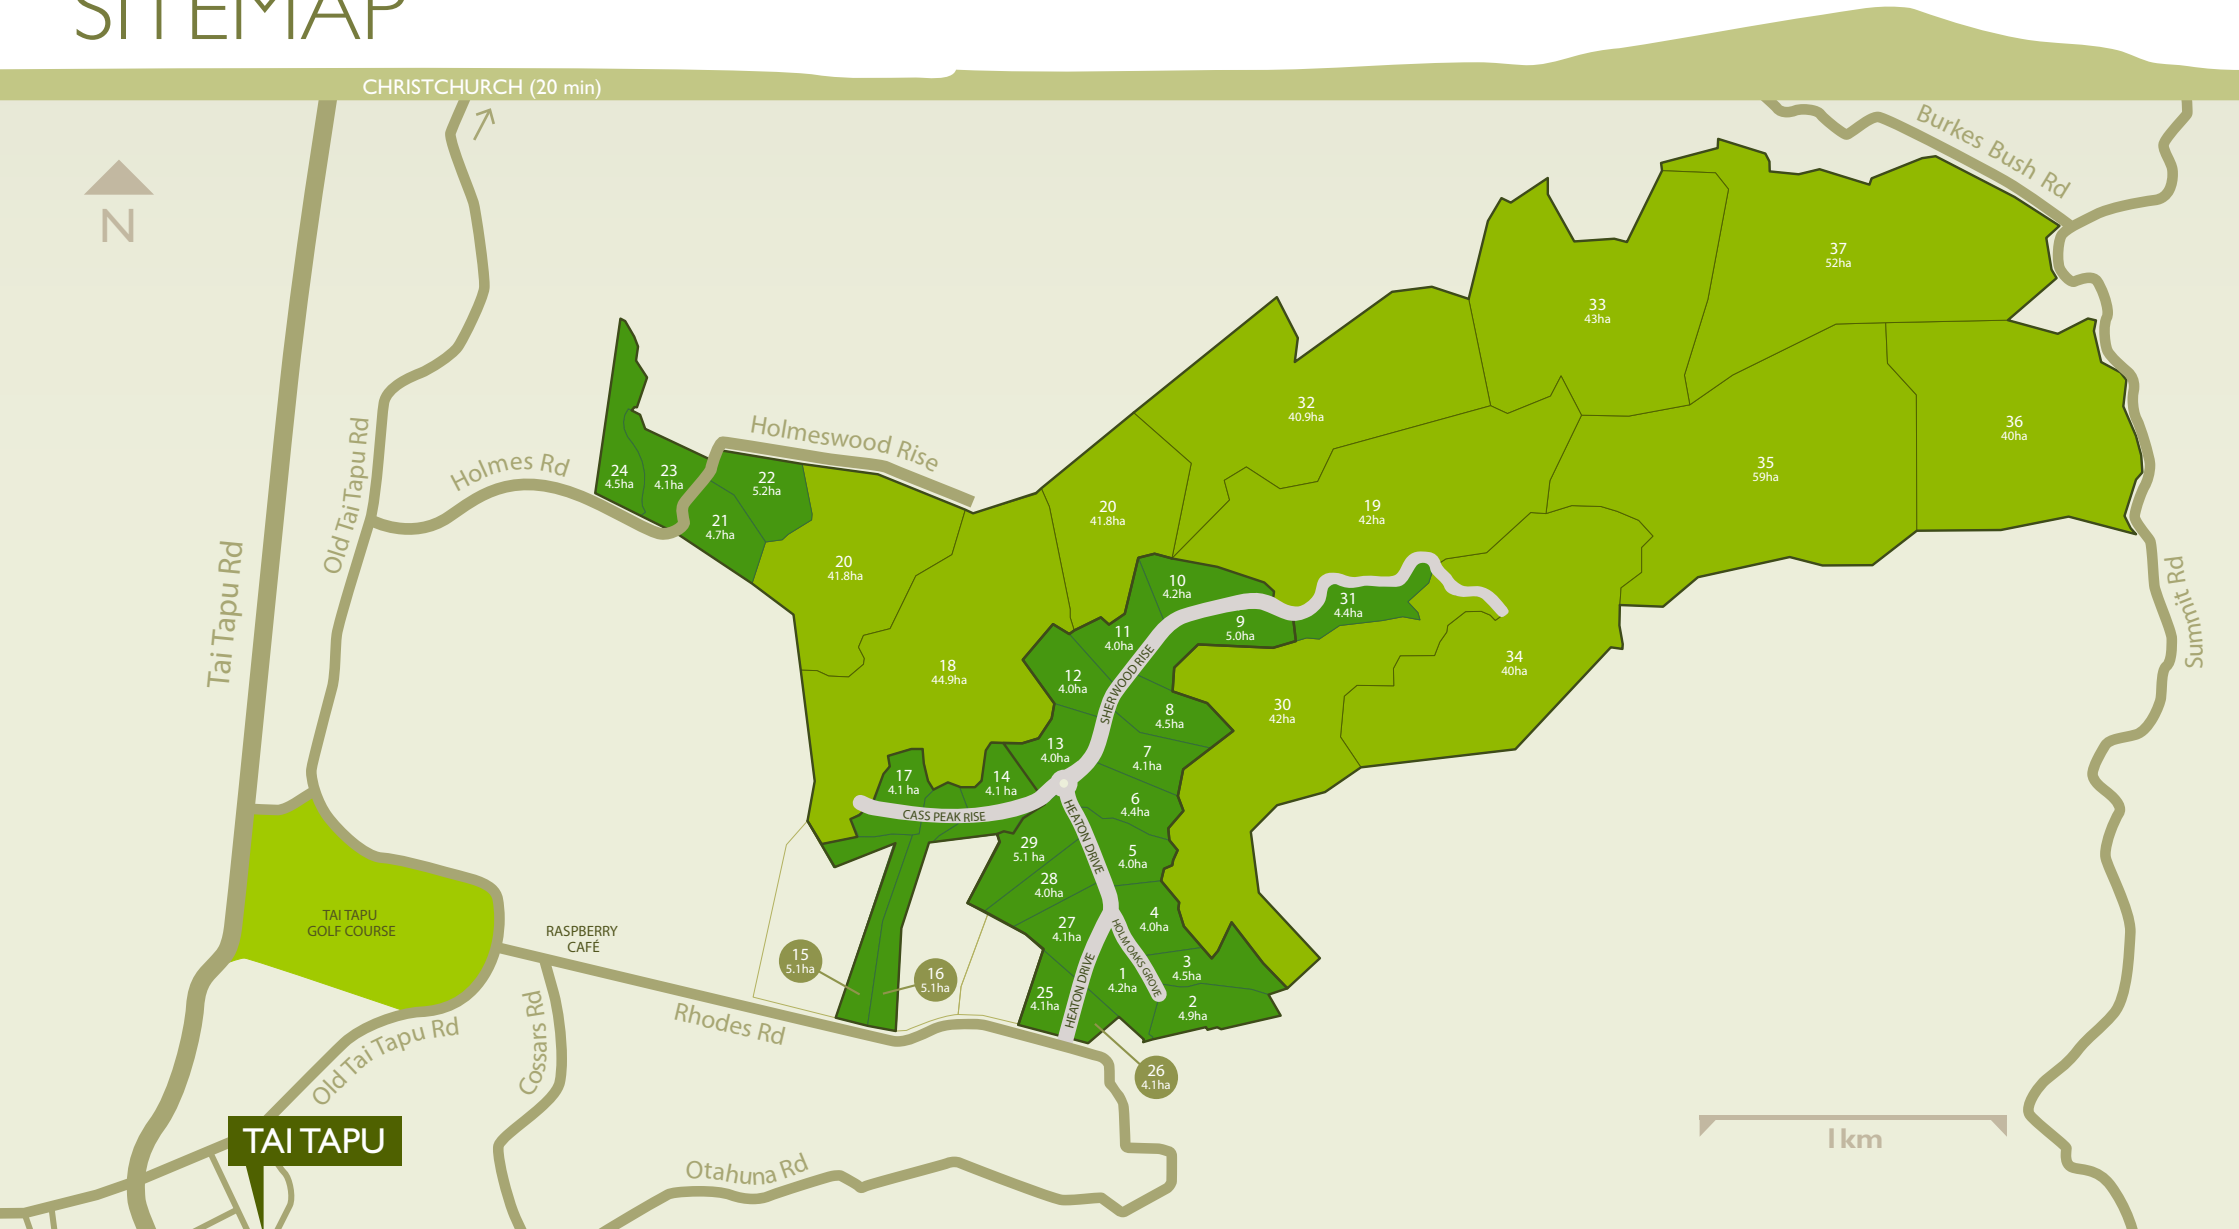 SITEMAP
CHRISTCHURCH (20 min)
N
Burkes Bush Rd
37
52ha
33
43ha
32
40.9ha
36
40ha
35
59ha
Holmeswood Rise
Holmes Rd
Old Tai Tapu Rd
Tai Tapu Rd
24
4.5ha
23
4.1ha
22
5.2ha
21
4.7ha
20
41.8ha
20
41.8ha
19
42ha
10
4.2ha
31
4.4ha
9
5.0ha
11
4.0ha
12
4.0ha
SHERWOOD RISE
18
44.9ha
34
40ha
30
42ha
Summit Rd
8
4.5ha
13
4.0ha
7
4.1ha
17
4.1 ha
14
4.1 ha
CASS PEAK RISE
6
4.4ha
HEATON DRIVE
29
5.1 ha
5
4.0ha
28
4.0ha
27
4.1ha
4
4.0ha
HOLM OAKS GROVE
3
4.5ha
1
4.2ha
2
4.9ha
25
4.1ha
HEATON DRIVE
15
5.1ha
16
5.1ha
26
4.1ha
TAI TAPU
GOLF COURSE
RASPBERRY
CAFÉ
Rhodes Rd
Cossars Rd
Old Tai Tapu Rd
TAI TAPU
Otahuna Rd
1km